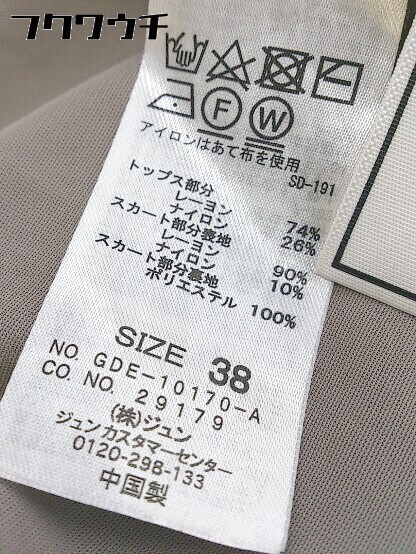 フクワウチ
F W
アイロンはあて布を使用
SD-191
トップス部分
レーヨン 74%
ナイロン 26%
スカート部分表地
レーヨン 90%
ナイロン 10%
スカート部分裏地
ポリエステル 100%
SIZE 38
NO. GDE-10170-A
CO. NO. 29179
(株)ジュン
ジュンカスタマーセンター
0120-298-133
中国製